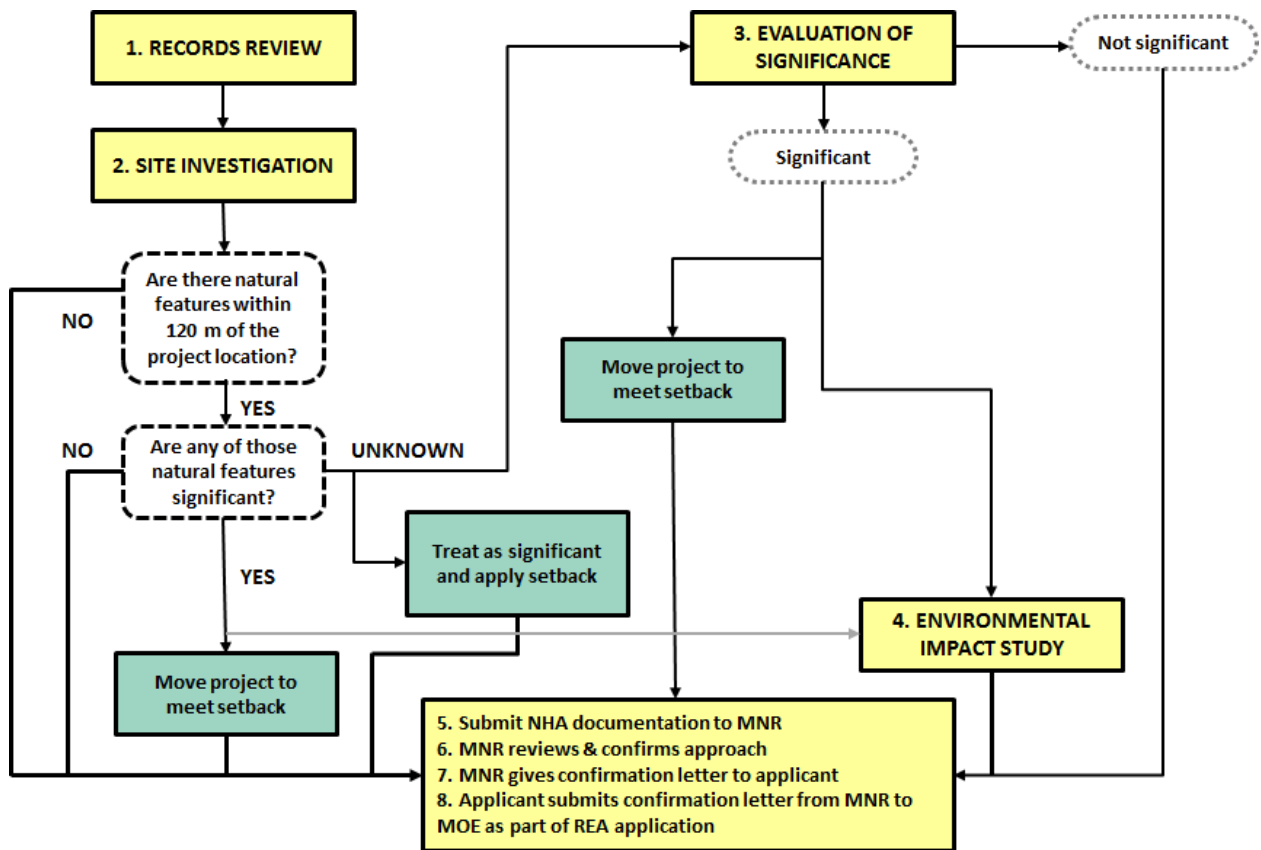 1. RECORDS REVIEW
2. SITE INVESTIGATION
Are there natural
features within
120 m of the
project location?
NO
YES
Are any of those
natural features
significant?
NO
UNKNOWN
YES
Treat as significant
and apply setback
Move project to
meet setback
3. EVALUATION OF
SIGNIFICANCE
Not significant
Significant
Move project to
meet setback
4. ENVIRONMENTAL
IMPACT STUDY
5. Submit NHA documentation to MNR
6. MNR reviews & confirms approach
7. MNR gives confirmation letter to applicant
8. Applicant submits confirmation letter from MNR to
MOE as part of REA application